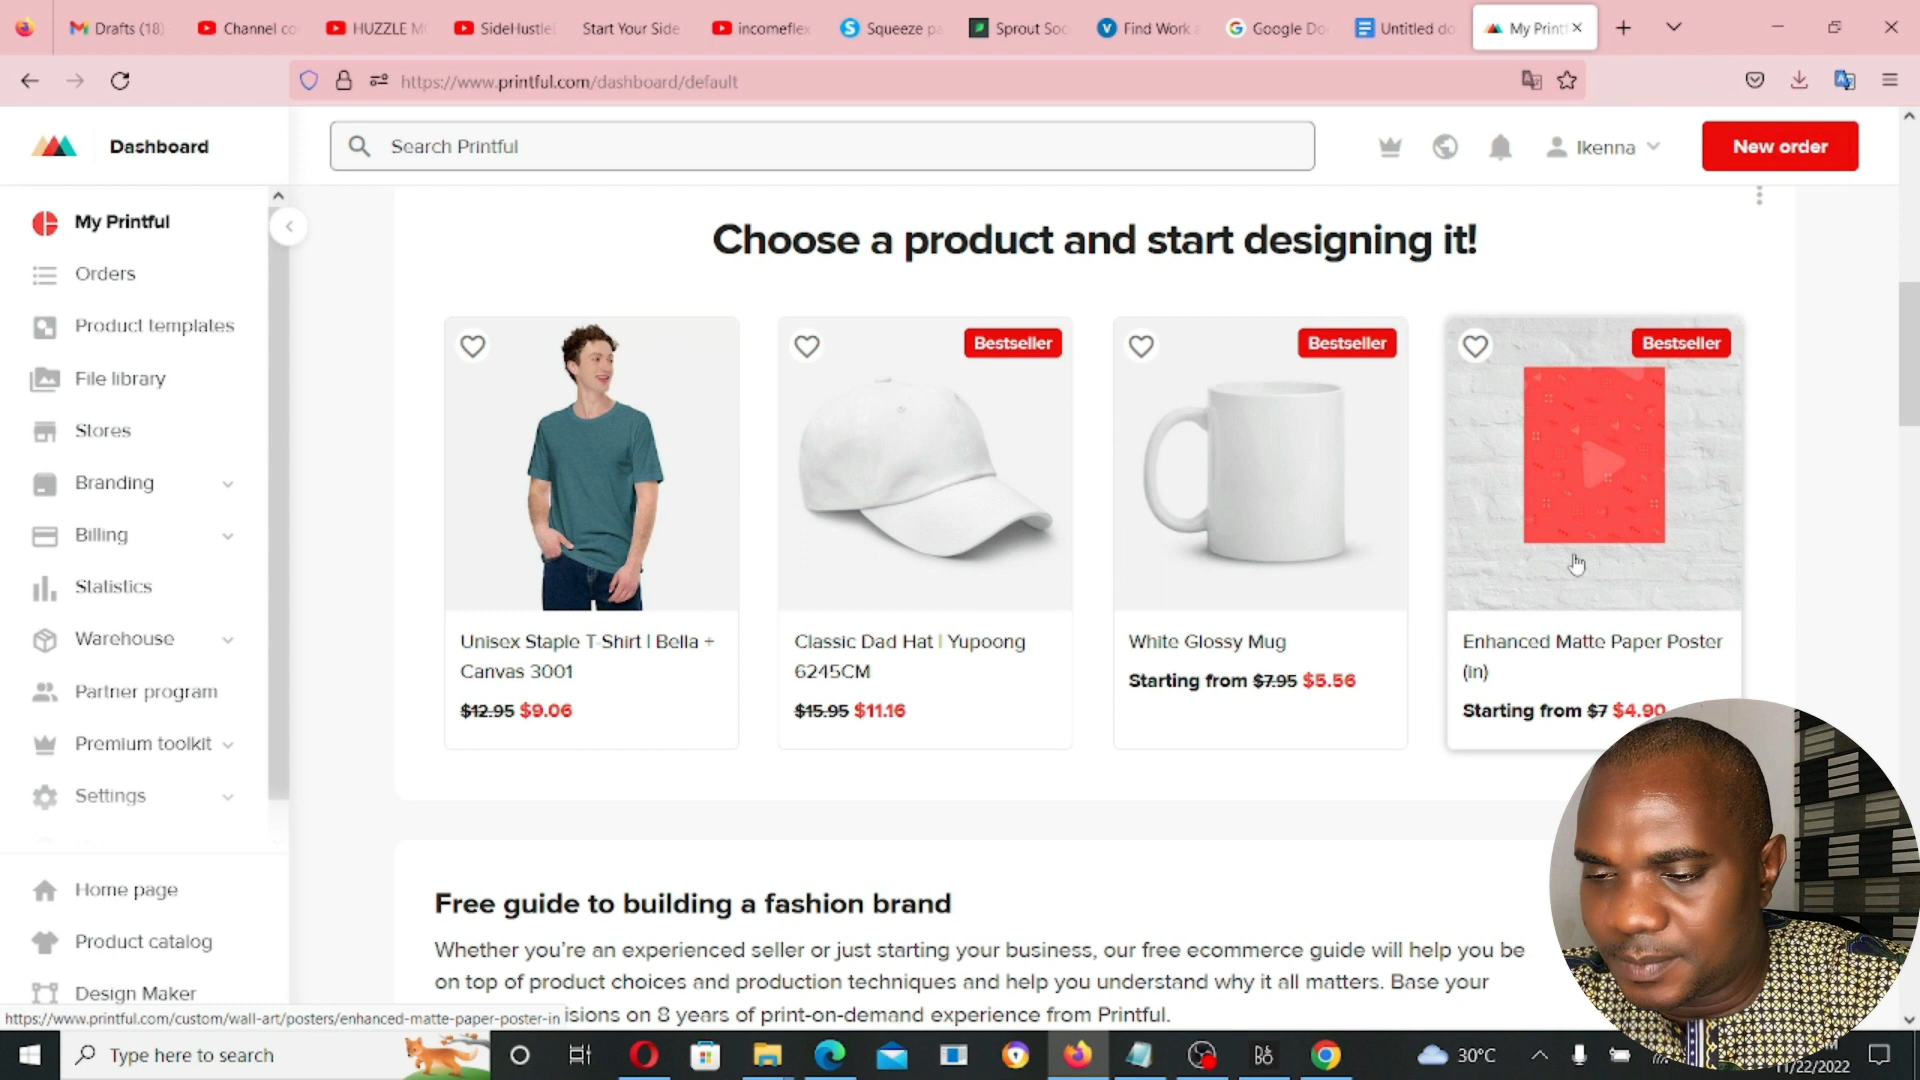 Drafts (18)
Channel co
HUZZLE M
SideHustle
Start Your Side
incomeflex
Squeeze pa
Sprout Soc
Find Work a
Google Do
Untitled do
My Printf
https://www.printful.com/dashboard/default
Dashboard
Search Printful
Ikenna
New order
My Printful
Orders
Product templates
File library
Stores
Branding
Billing
Statistics
Warehouse
Partner program
Premium toolkit
Settings
Home page
Product catalog
Design Maker
Choose a product and start designing it!
Unisex Staple T-Shirt | Bella +
Canvas 3001
$12.95 $9.06
Bestseller
Classic Dad Hat | Yupoong
6245CM
$15.95 $11.16
Bestseller
White Glossy Mug
Starting from $7.95 $5.56
Bestseller
Enhanced Matte Paper Poster
(in)
Starting from $7 $4.90
Free guide to building a fashion brand
Whether you're an experienced seller or just starting your business, our free ecommerce guide will help you be
on top of product choices and production techniques and help you understand why it all matters. Base your
isions on 8 years of print-on-demand experience from Printful.
https://www.printful.com/custom/wall-art/posters/enhanced-matte-paper-poster-in
Type here to search
30°C
11/22/2022